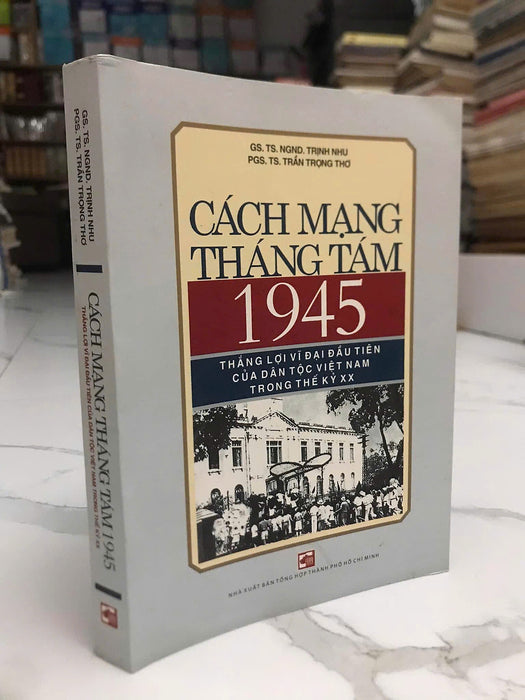 GS. TS. NGND. TRỊNH NHU
PGS. TS. TRẦN TRỌNG THƠ
CÁCH MẠNG
THÁNG TÁM
1945
THẮNG LỢI VĨ ĐẠI ĐẦU TIÊN
CỦA DÂN TỘC VIỆT NAM
TRONG THẾ KỶ XX
NHÀ XUẤT BẢN TỔNG HỢP THÀNH PHỐ HỒ CHÍ MINH
GS. TS. NGND. TRỊNH NHU
PGS. TS. TRẦN TRỌNG THƠ
CÁCH MẠNG THÁNG TÁM 1945
THẮNG LỢI VĨ ĐẠI ĐẦU TIÊN CỦA DÂN TỘC VIỆT NAM TRONG THẾ KỶ XX